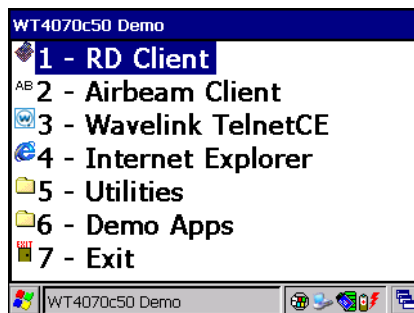 WT4070c50 Demo
1 - RD Client
AB 2 - Airbeam Client
3 - Wavelink TelnetCE
4 - Internet Explorer
5 - Utilities
6 - Demo Apps
EXIT 7 - Exit
WT4070c50 Demo